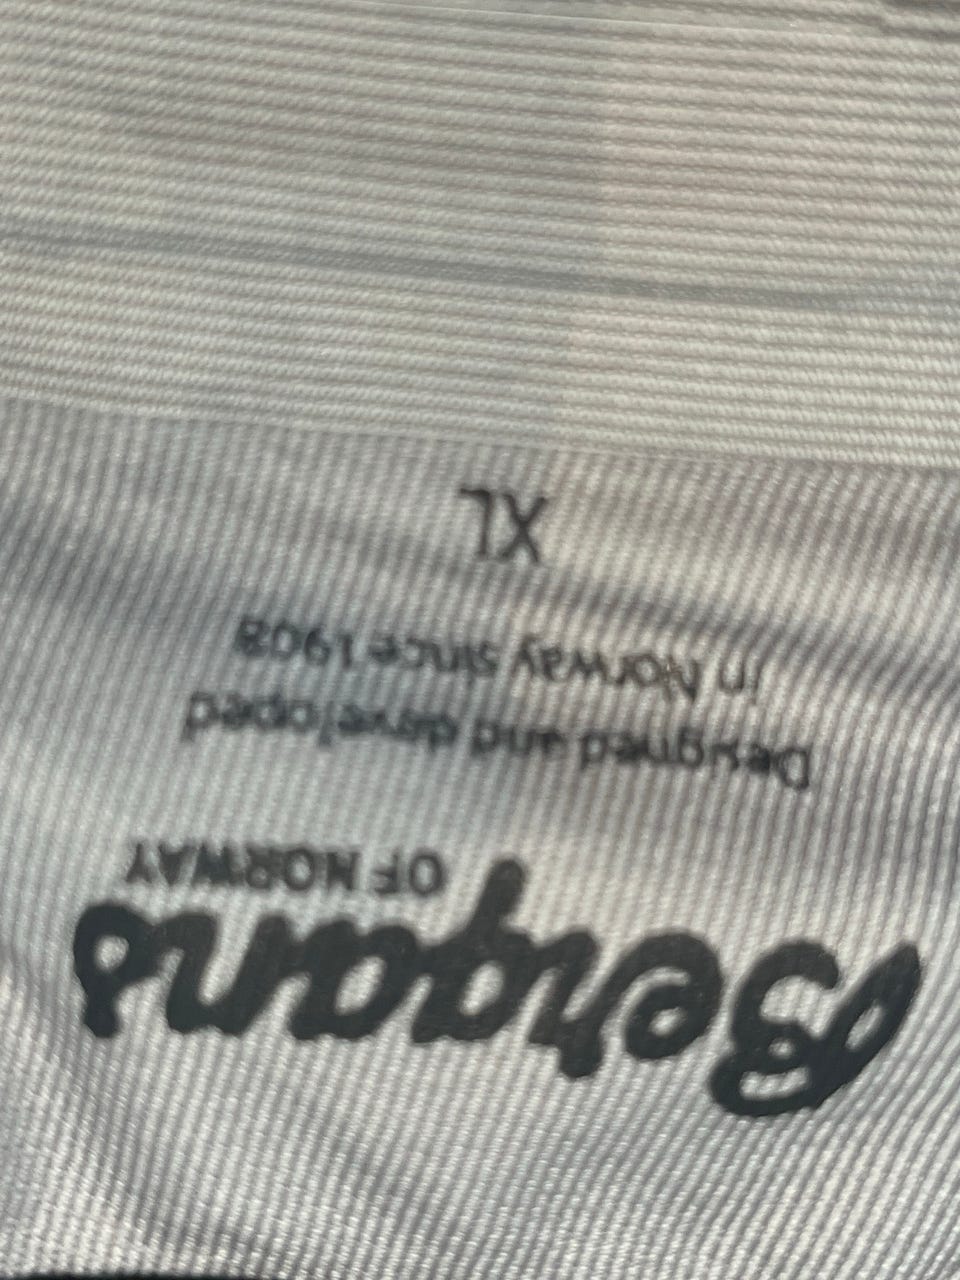 Bergans
OF NORWAY
Designed and developed
in Norway since 1908
XL